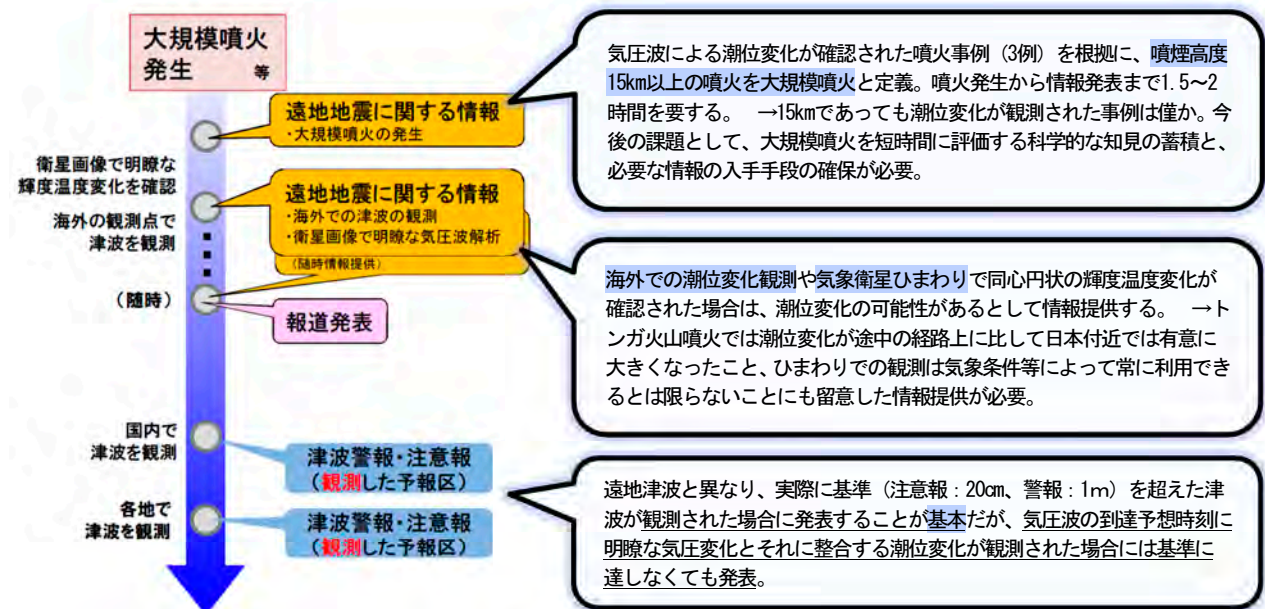 大規模噴火
発生 等
遠地地震に関する情報
・大規模噴火の発生
衛星画像で明瞭な
輝度温度変化を確認
海外の観測点で
津波を観測
遠地地震に関する情報
・海外での津波の観測
・衛星画像で明瞭な気圧波解析
(随時情報提供)
(随時)
報道発表
国内で
津波を観測
津波警報・注意報
(観測した予報区)
各地で
津波を観測
津波警報・注意報
(観測した予報区)
気圧波による潮位変化が確認された噴火事例(3例)を根拠に、噴煙高度
15km以上の噴火を大規模噴火と定義。噴火発生から情報発表まで1.5~2
時間を要する。 →15kmであっても潮位変化が観測された事例は僅か。今
後の課題として、大規模噴火を短時間に評価する科学的な知見の蓄積と、
必要な情報の入手手段の確保が必要。
海外での潮位変化観測や気象衛星ひまわりで同心円状の輝度温度変化が
確認された場合は、潮位変化の可能性があるとして情報提供する。 →ト
ンガ火山噴火では潮位変化が途中の経路上に比して日本付近では有意に
大きくなったこと、ひまわりでの観測は気象条件等によって常に利用でき
るとは限らないことにも留意した情報提供が必要。
遠地津波と異なり、実際に基準(注意報:20cm、警報:1m)を超えた津
波が観測された場合に発表することが基本だが、気圧波の到達予想時刻に
明瞭な気圧変化とそれに整合する潮位変化が観測された場合には基準に
達しなくても発表。